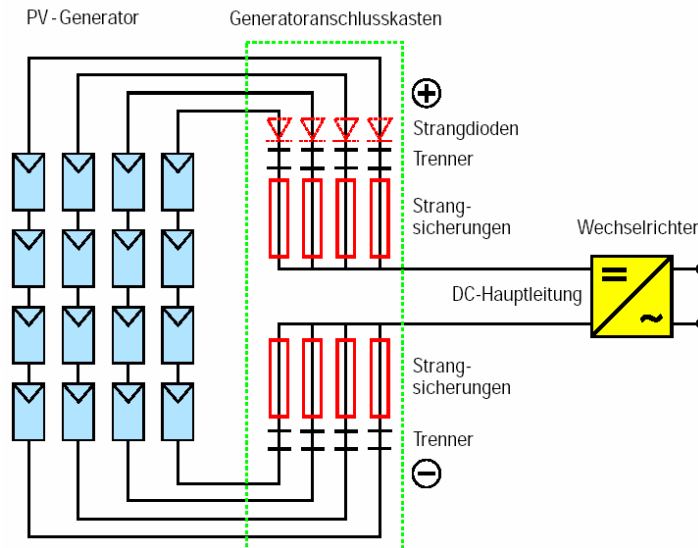 PV - Generator
Generatoranschlusskasten
+
Strangdioden
Trenner
Strang-
sicherungen
Wechselrichter
=
DC-Hauptleitung
~
Strang-
sicherungen
Trenner
−